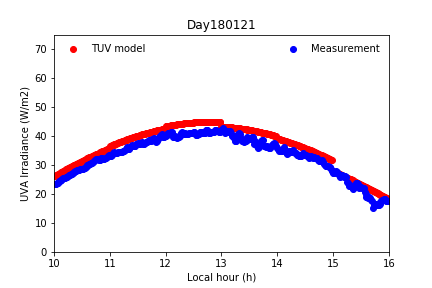 Day180121
TUV model
Measurement
UVA Irradiance (W/m2)
70
60
50
40
30
20
10
0
10 11 12 13 14 15 16
Local hour (h)